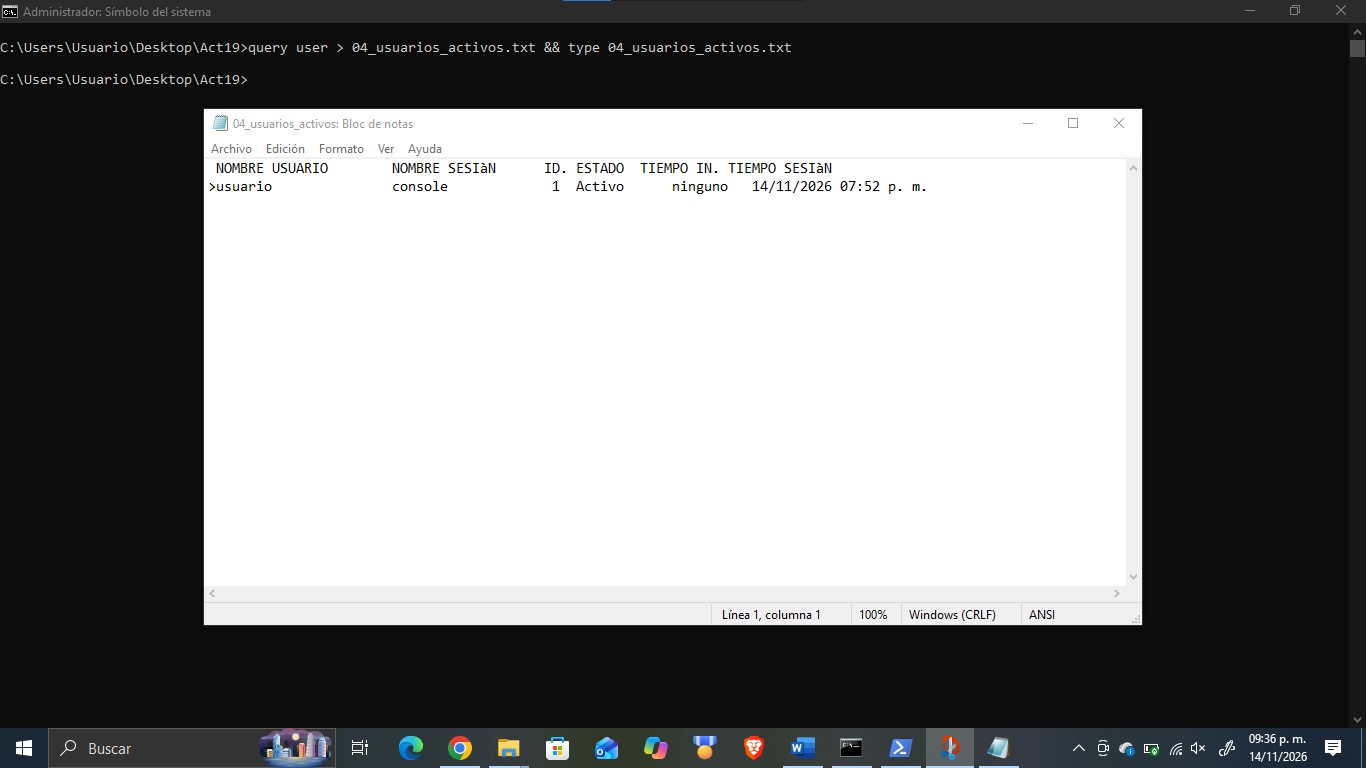 Administrador: Símbolo del sistema
C:\Users\Usuario\Desktop\Act19>query user > 04_usuarios_activos.txt && type 04_usuarios_activos.txt
C:\Users\Usuario\Desktop\Act19>
04_usuarios_activos: Bloc de notas
Archivo Edición Formato Ver Ayuda
NOMBRE USUARIO NOMBRE SESIàN ID. ESTADO TIEMPO IN. TIEMPO SESIàN
>usuario console 1 Activo ninguno 14/11/2026 07:52 p. m.
Línea 1, columna 1 100% Windows (CRLF) ANSI
Buscar
09:36 p. m.
14/11/2026